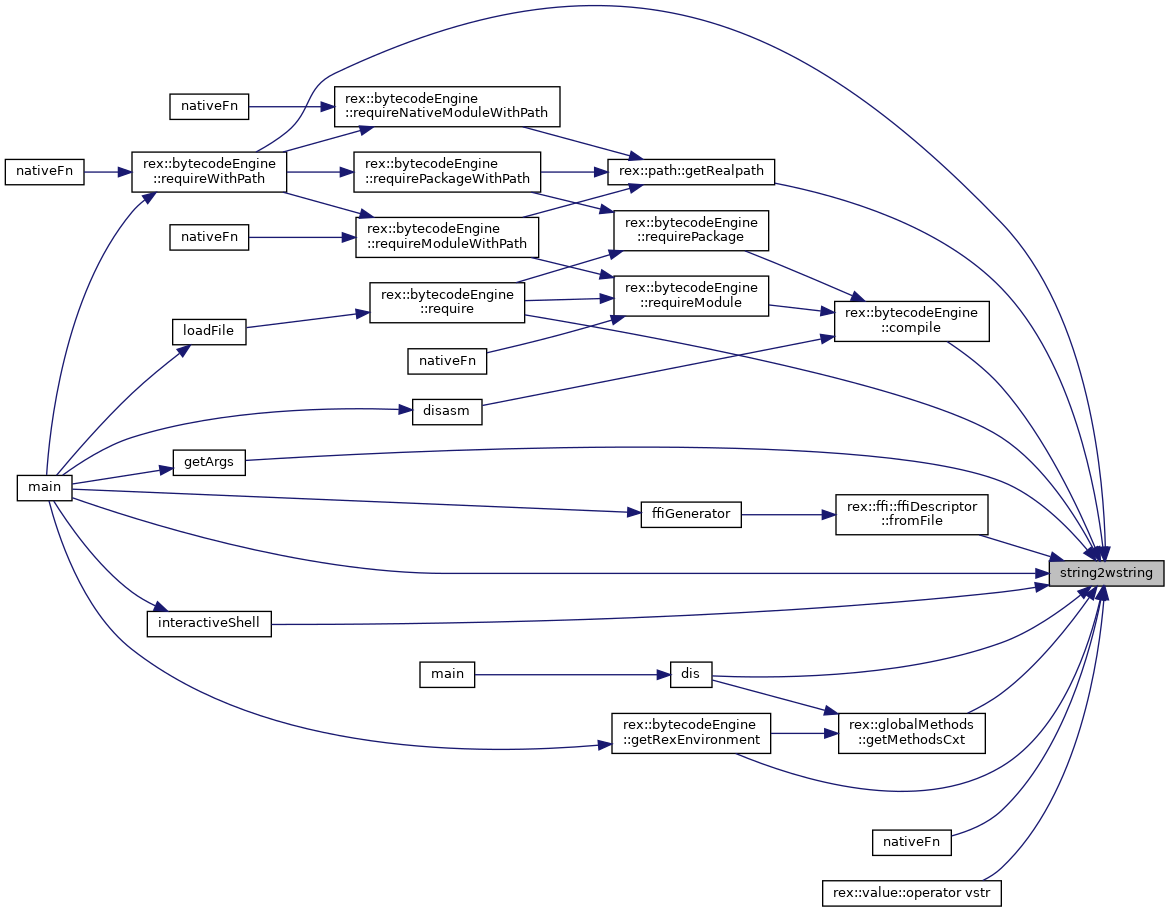 rex::bytecodeEngine
::requireNativeModuleWithPath
nativeFn
rex::bytecodeEngine
::requireWithPath
nativeFn
rex::bytecodeEngine
::requirePackageWithPath
rex::path::getRealpath
rex::bytecodeEngine
::requirePackage
nativeFn
rex::bytecodeEngine
::requireModuleWithPath
rex::bytecodeEngine
::require
rex::bytecodeEngine
::requireModule
rex::bytecodeEngine
::compile
loadFile
nativeFn
disasm
getArgs
main
ffiGenerator
rex::ffi::ffiDescriptor
::fromFile
string2wstring
interactiveShell
main
dis
rex::bytecodeEngine
::getRexEnvironment
rex::globalMethods
::getMethodsCxt
nativeFn
rex::value::operator vstr